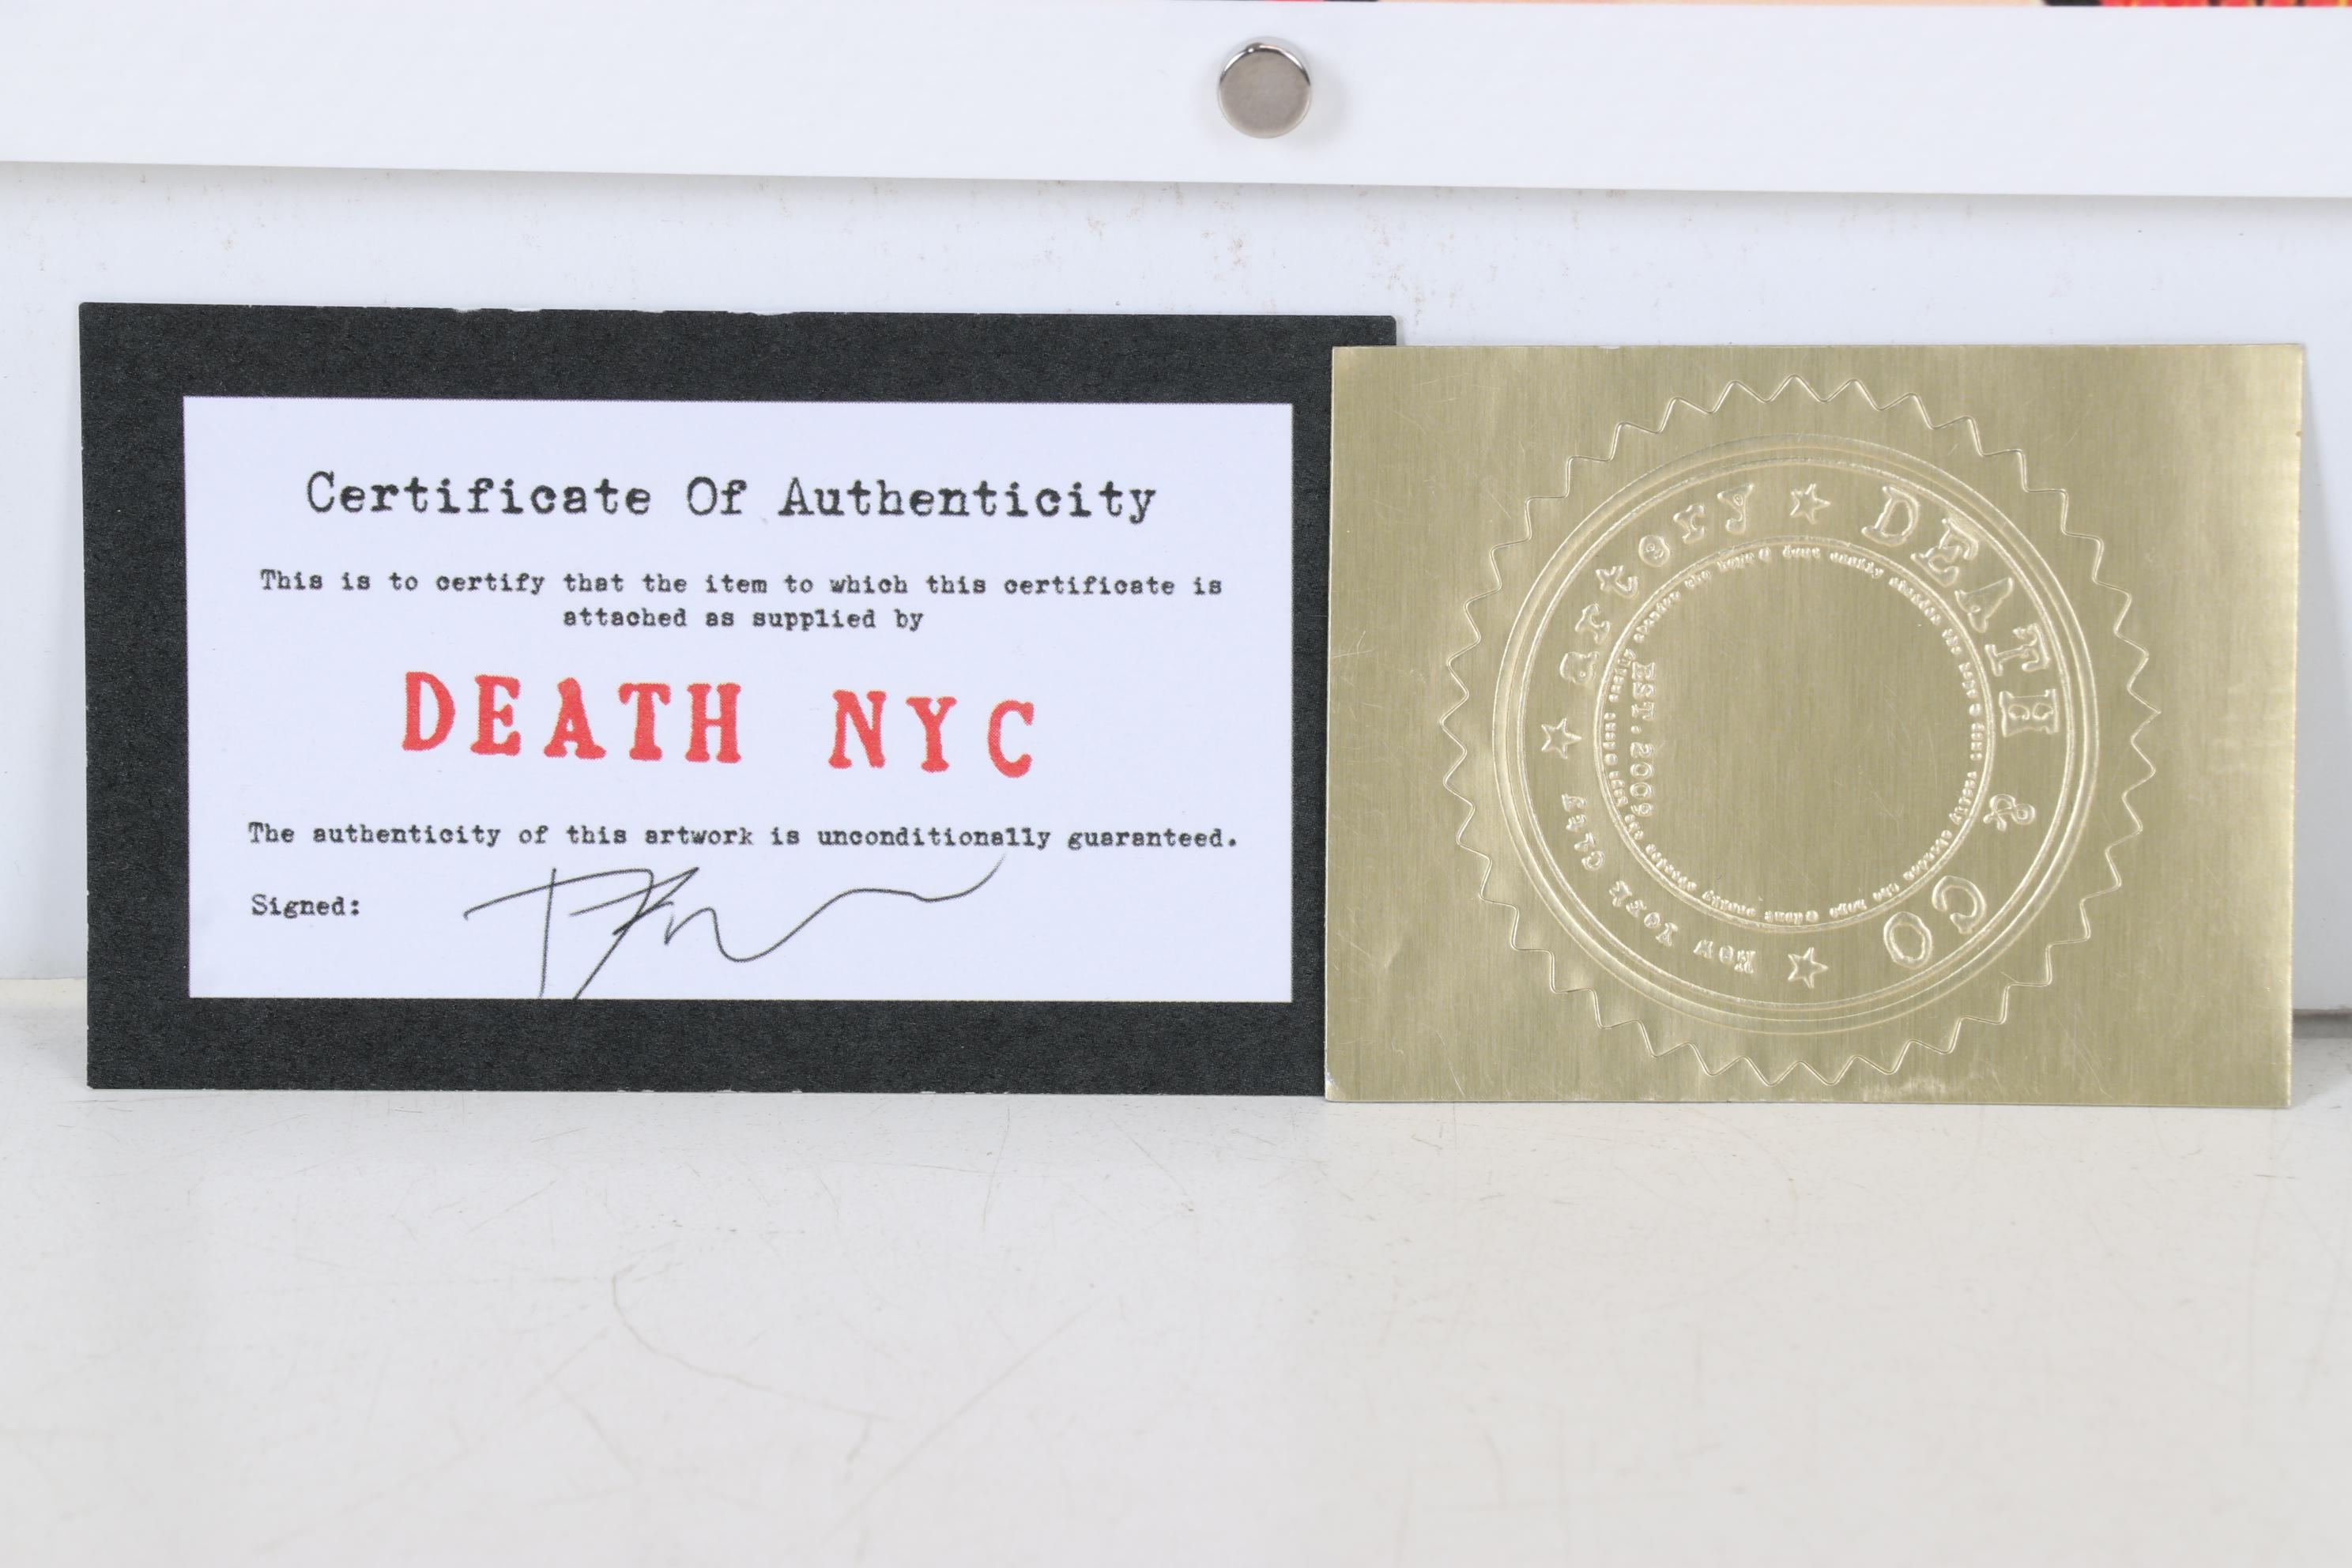 Certificate Of Authenticity
This is to certify that the item to which this certificate is
attached as supplied by
DEATH NYC
The authenticity of this artwork is unconditionally guaranteed.
Signed:
artory ★ DEATH & CO ★ New York City ★
EST. 2009